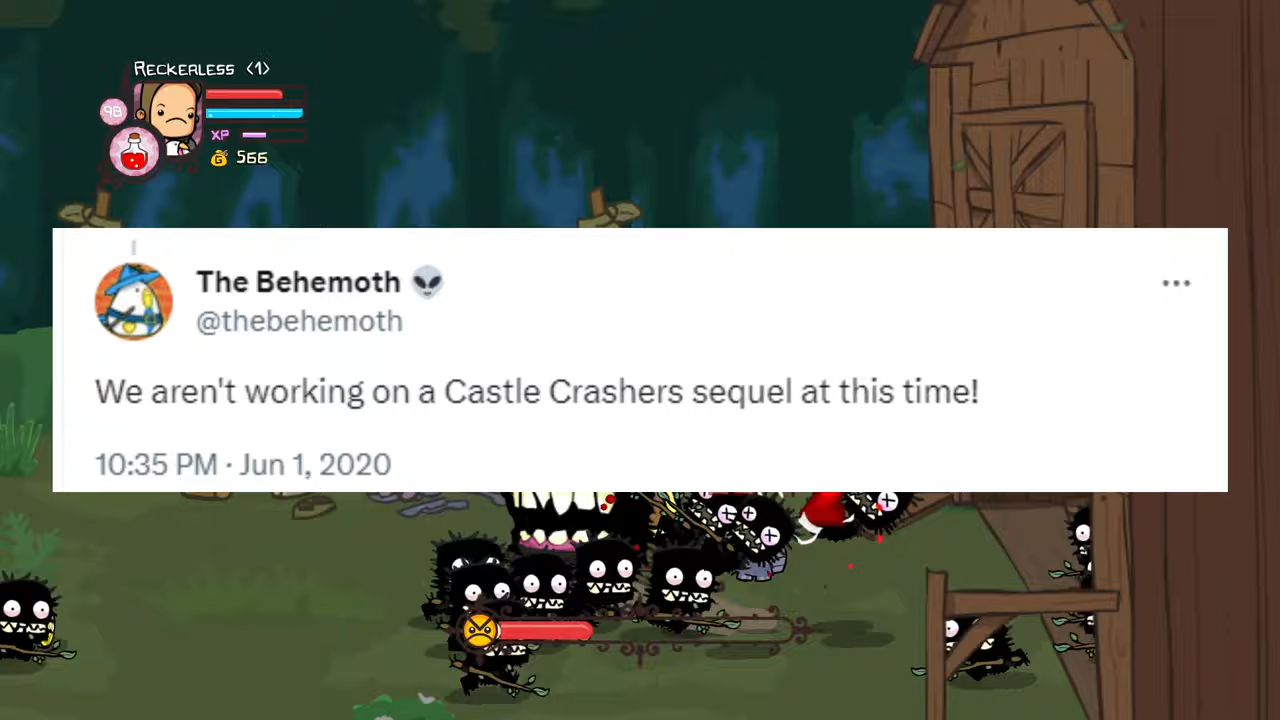 Reckerless (1)
98
XP
G 566
The Behemoth 👽
@thebehemoth
We aren't working on a Castle Crashers sequel at this time!
10:35 PM · Jun 1, 2020